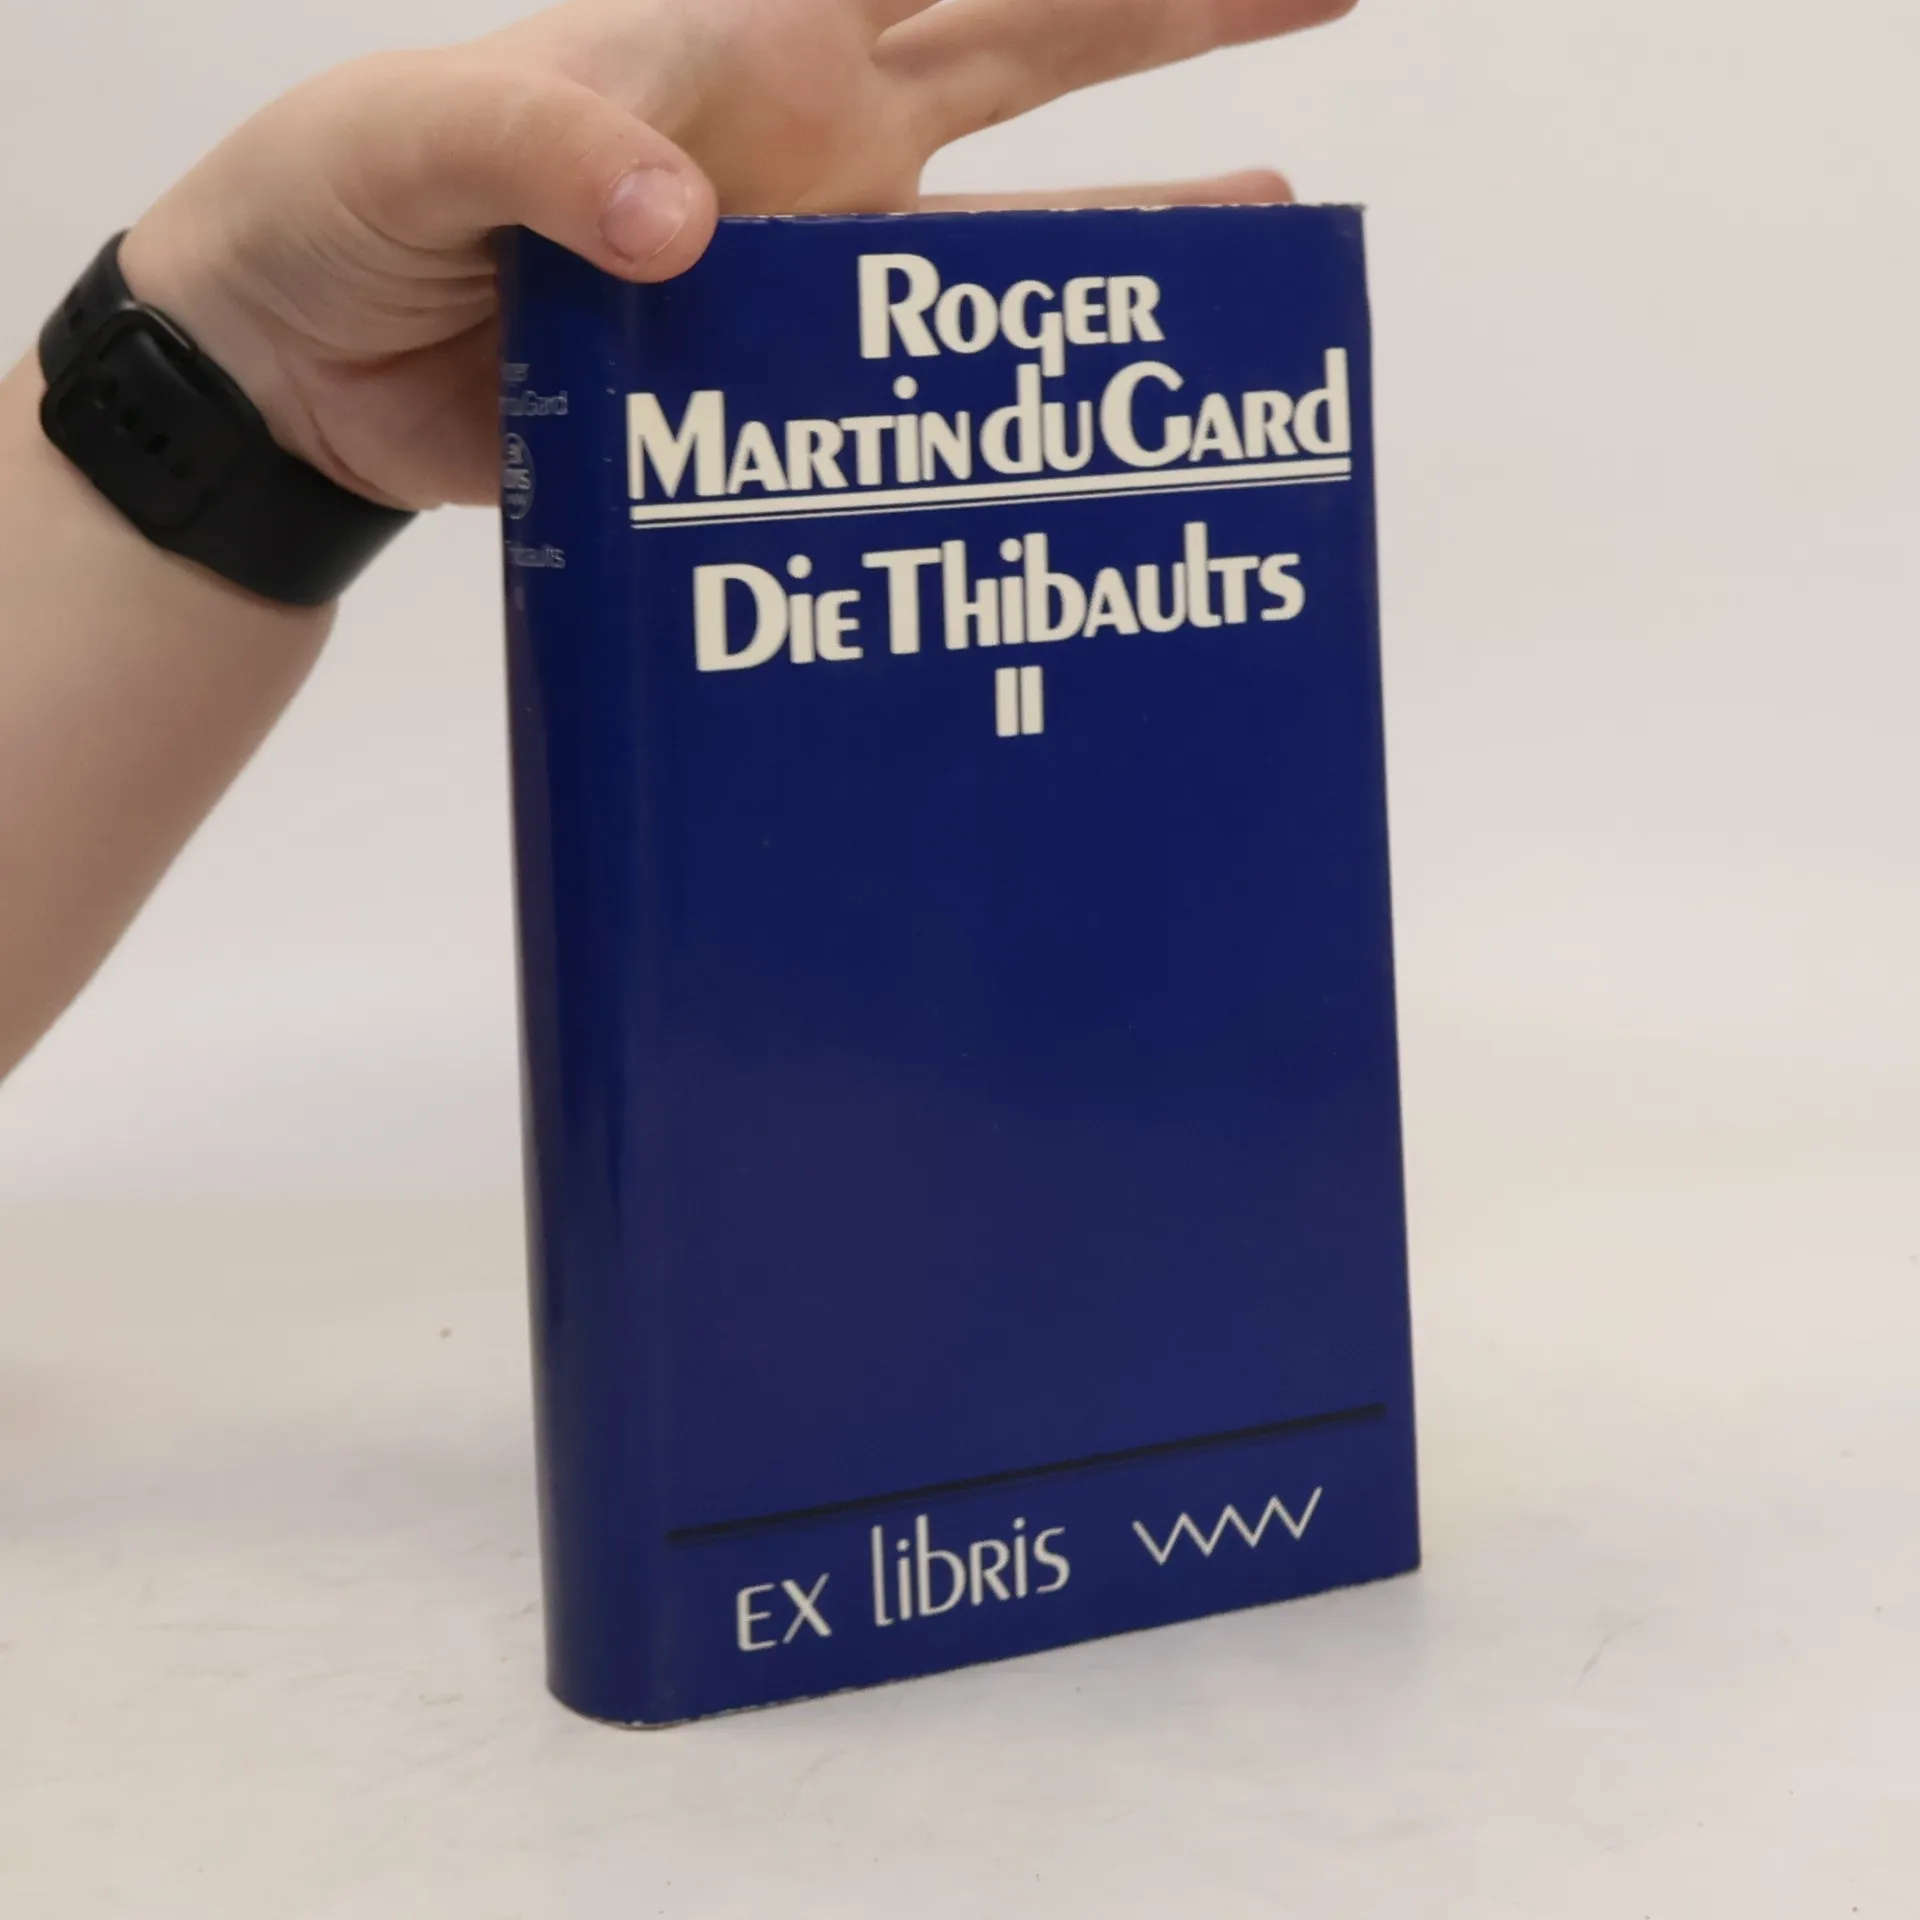 Roger
Martin du Gard
Die Thibaults
II
ex libris